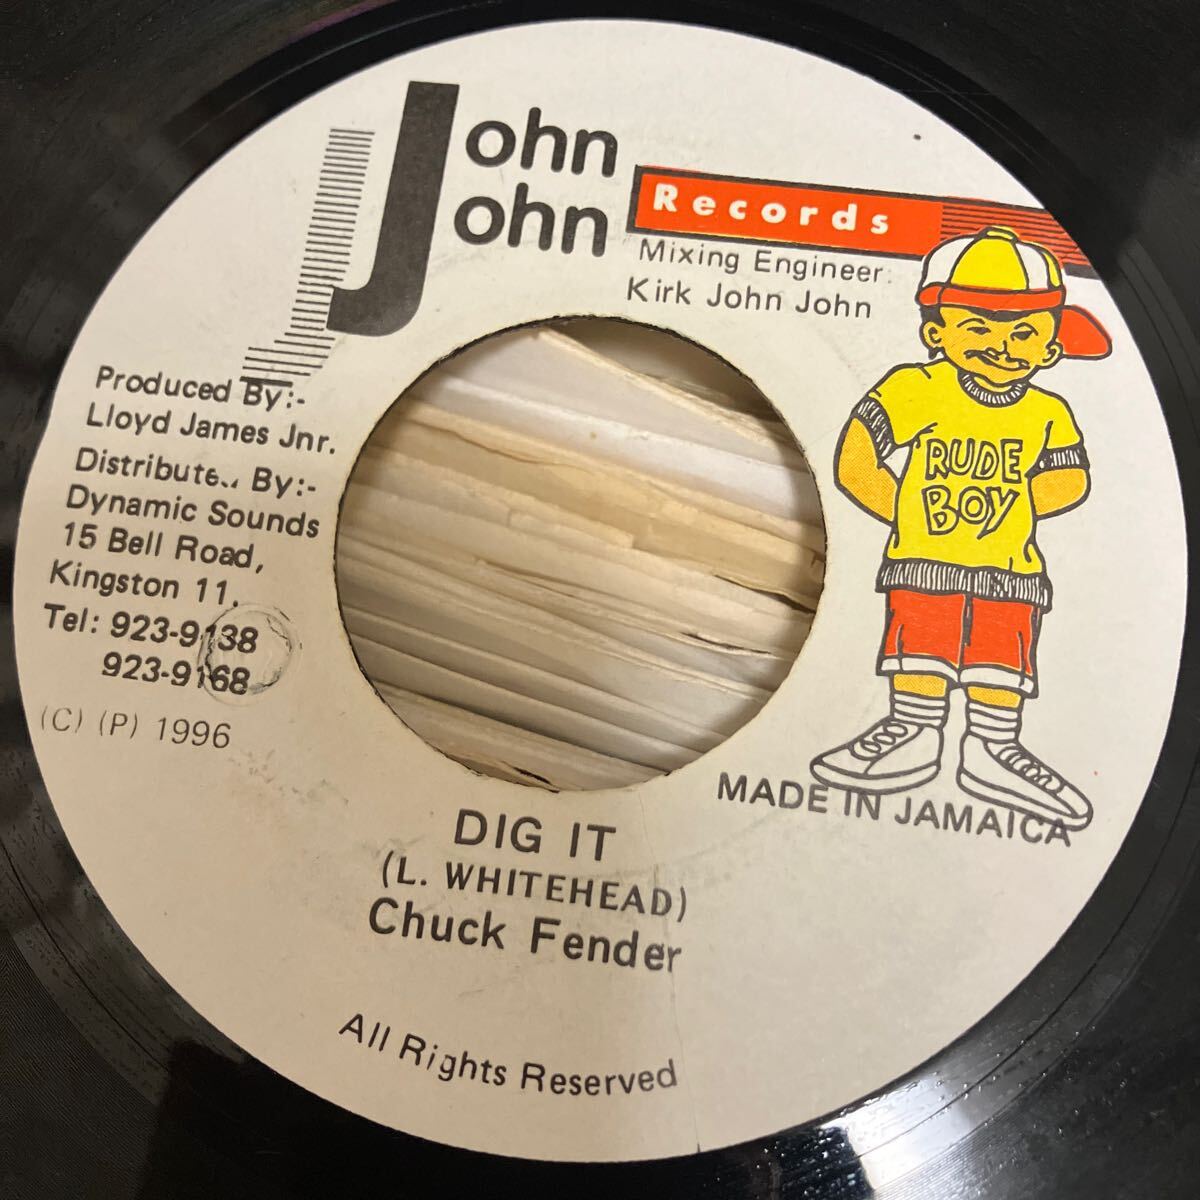 John
John
Records
Mixing Engineer:
Kirk John John
Produced By:-
Lloyd James Jnr.
By:-
Dynamic Sounds
15 Bell Road,
Kingston 11.
Tel: 923-9138
923-9168
(C) (P) 1996
RUDE
BOY
MADE IN JAMAICA
DIG IT
(L. WHITEHEAD)
Chuck Fender
All Rights Reserved